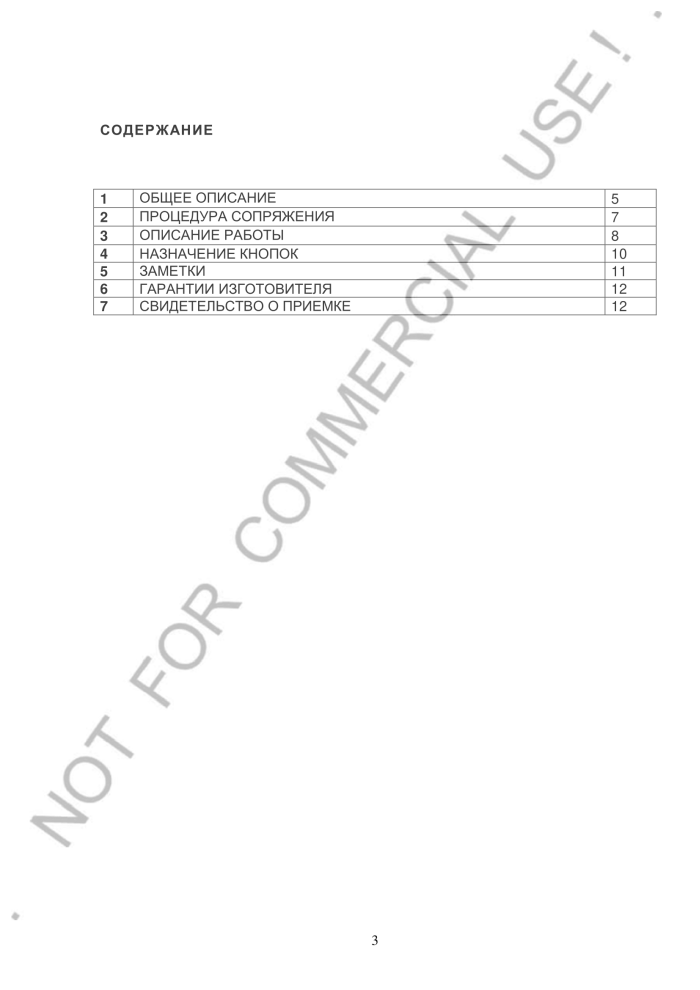 СОДЕРЖАНИЕ
1 ОБЩЕЕ ОПИСАНИЕ 5
2 ПРОЦЕДУРА СОПРЯЖЕНИЯ 7
3 ОПИСАНИЕ РАБОТЫ 8
4 НАЗНАЧЕНИЕ КНОПОК 10
5 ЗАМЕТКИ 11
6 ГАРАНТИИ ИЗГОТОВИТЕЛЯ 12
7 СВИДЕТЕЛЬСТВО О ПРИЕМКЕ 12
NOT FOR COMMERCIAL USE !
3